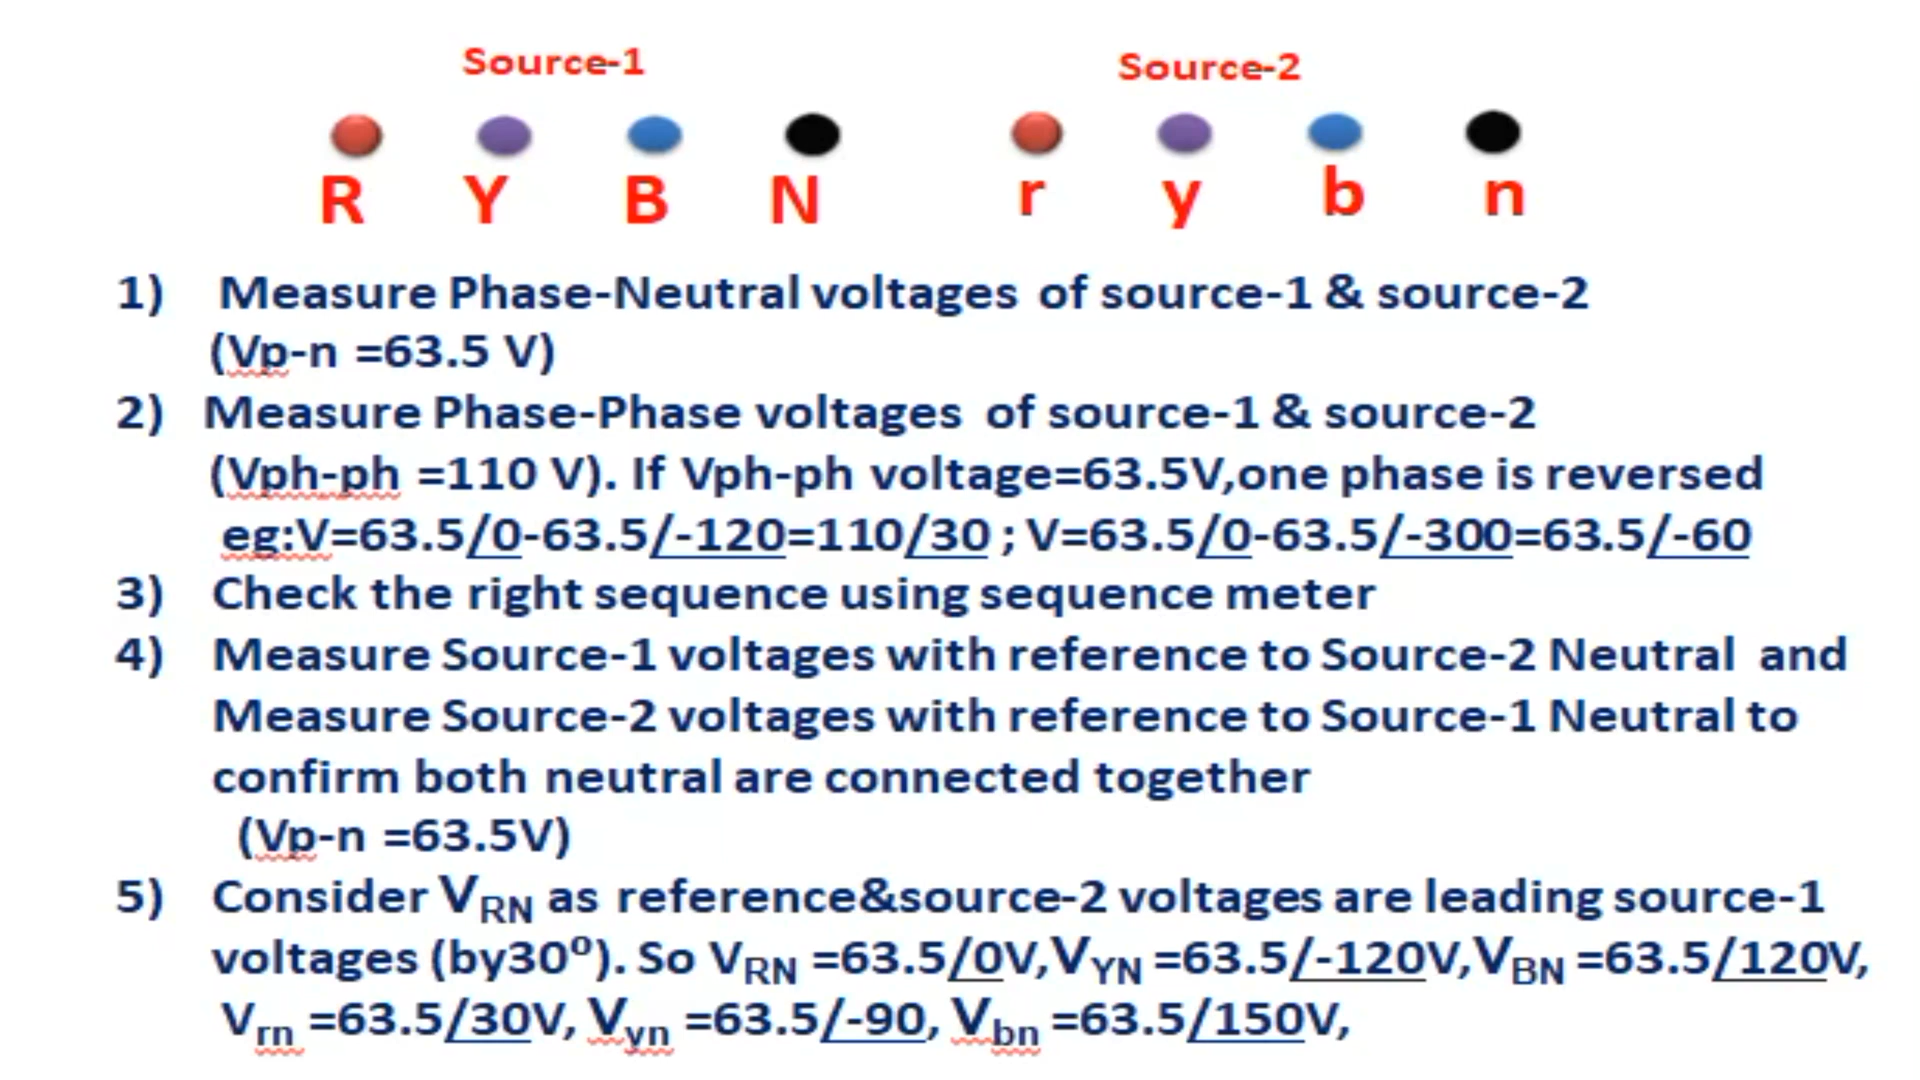 Source-1 Source-2
R Y B N r y b n
1) Measure Phase-Neutral voltages of source-1 & source-2
(Vp-n =63.5 V)
2) Measure Phase-Phase voltages of source-1 & source-2
(Vph-ph =110 V). If Vph-ph voltage=63.5V,one phase is reversed
eg:V=63.5/0-63.5/-120=110/30 ; V=63.5/0-63.5/-300=63.5/-60
3) Check the right sequence using sequence meter
4) Measure Source-1 voltages with reference to Source-2 Neutral and
Measure Source-2 voltages with reference to Source-1 Neutral to
confirm both neutral are connected together
(Vp-n =63.5V)
5) Consider VRN as reference&source-2 voltages are leading source-1
voltages (by30⁰). So VRN =63.5/0V,VYN =63.5/-120V,VBN =63.5/120V,
Vrn =63.5/30V, Vyn =63.5/-90, Vbn =63.5/150V,